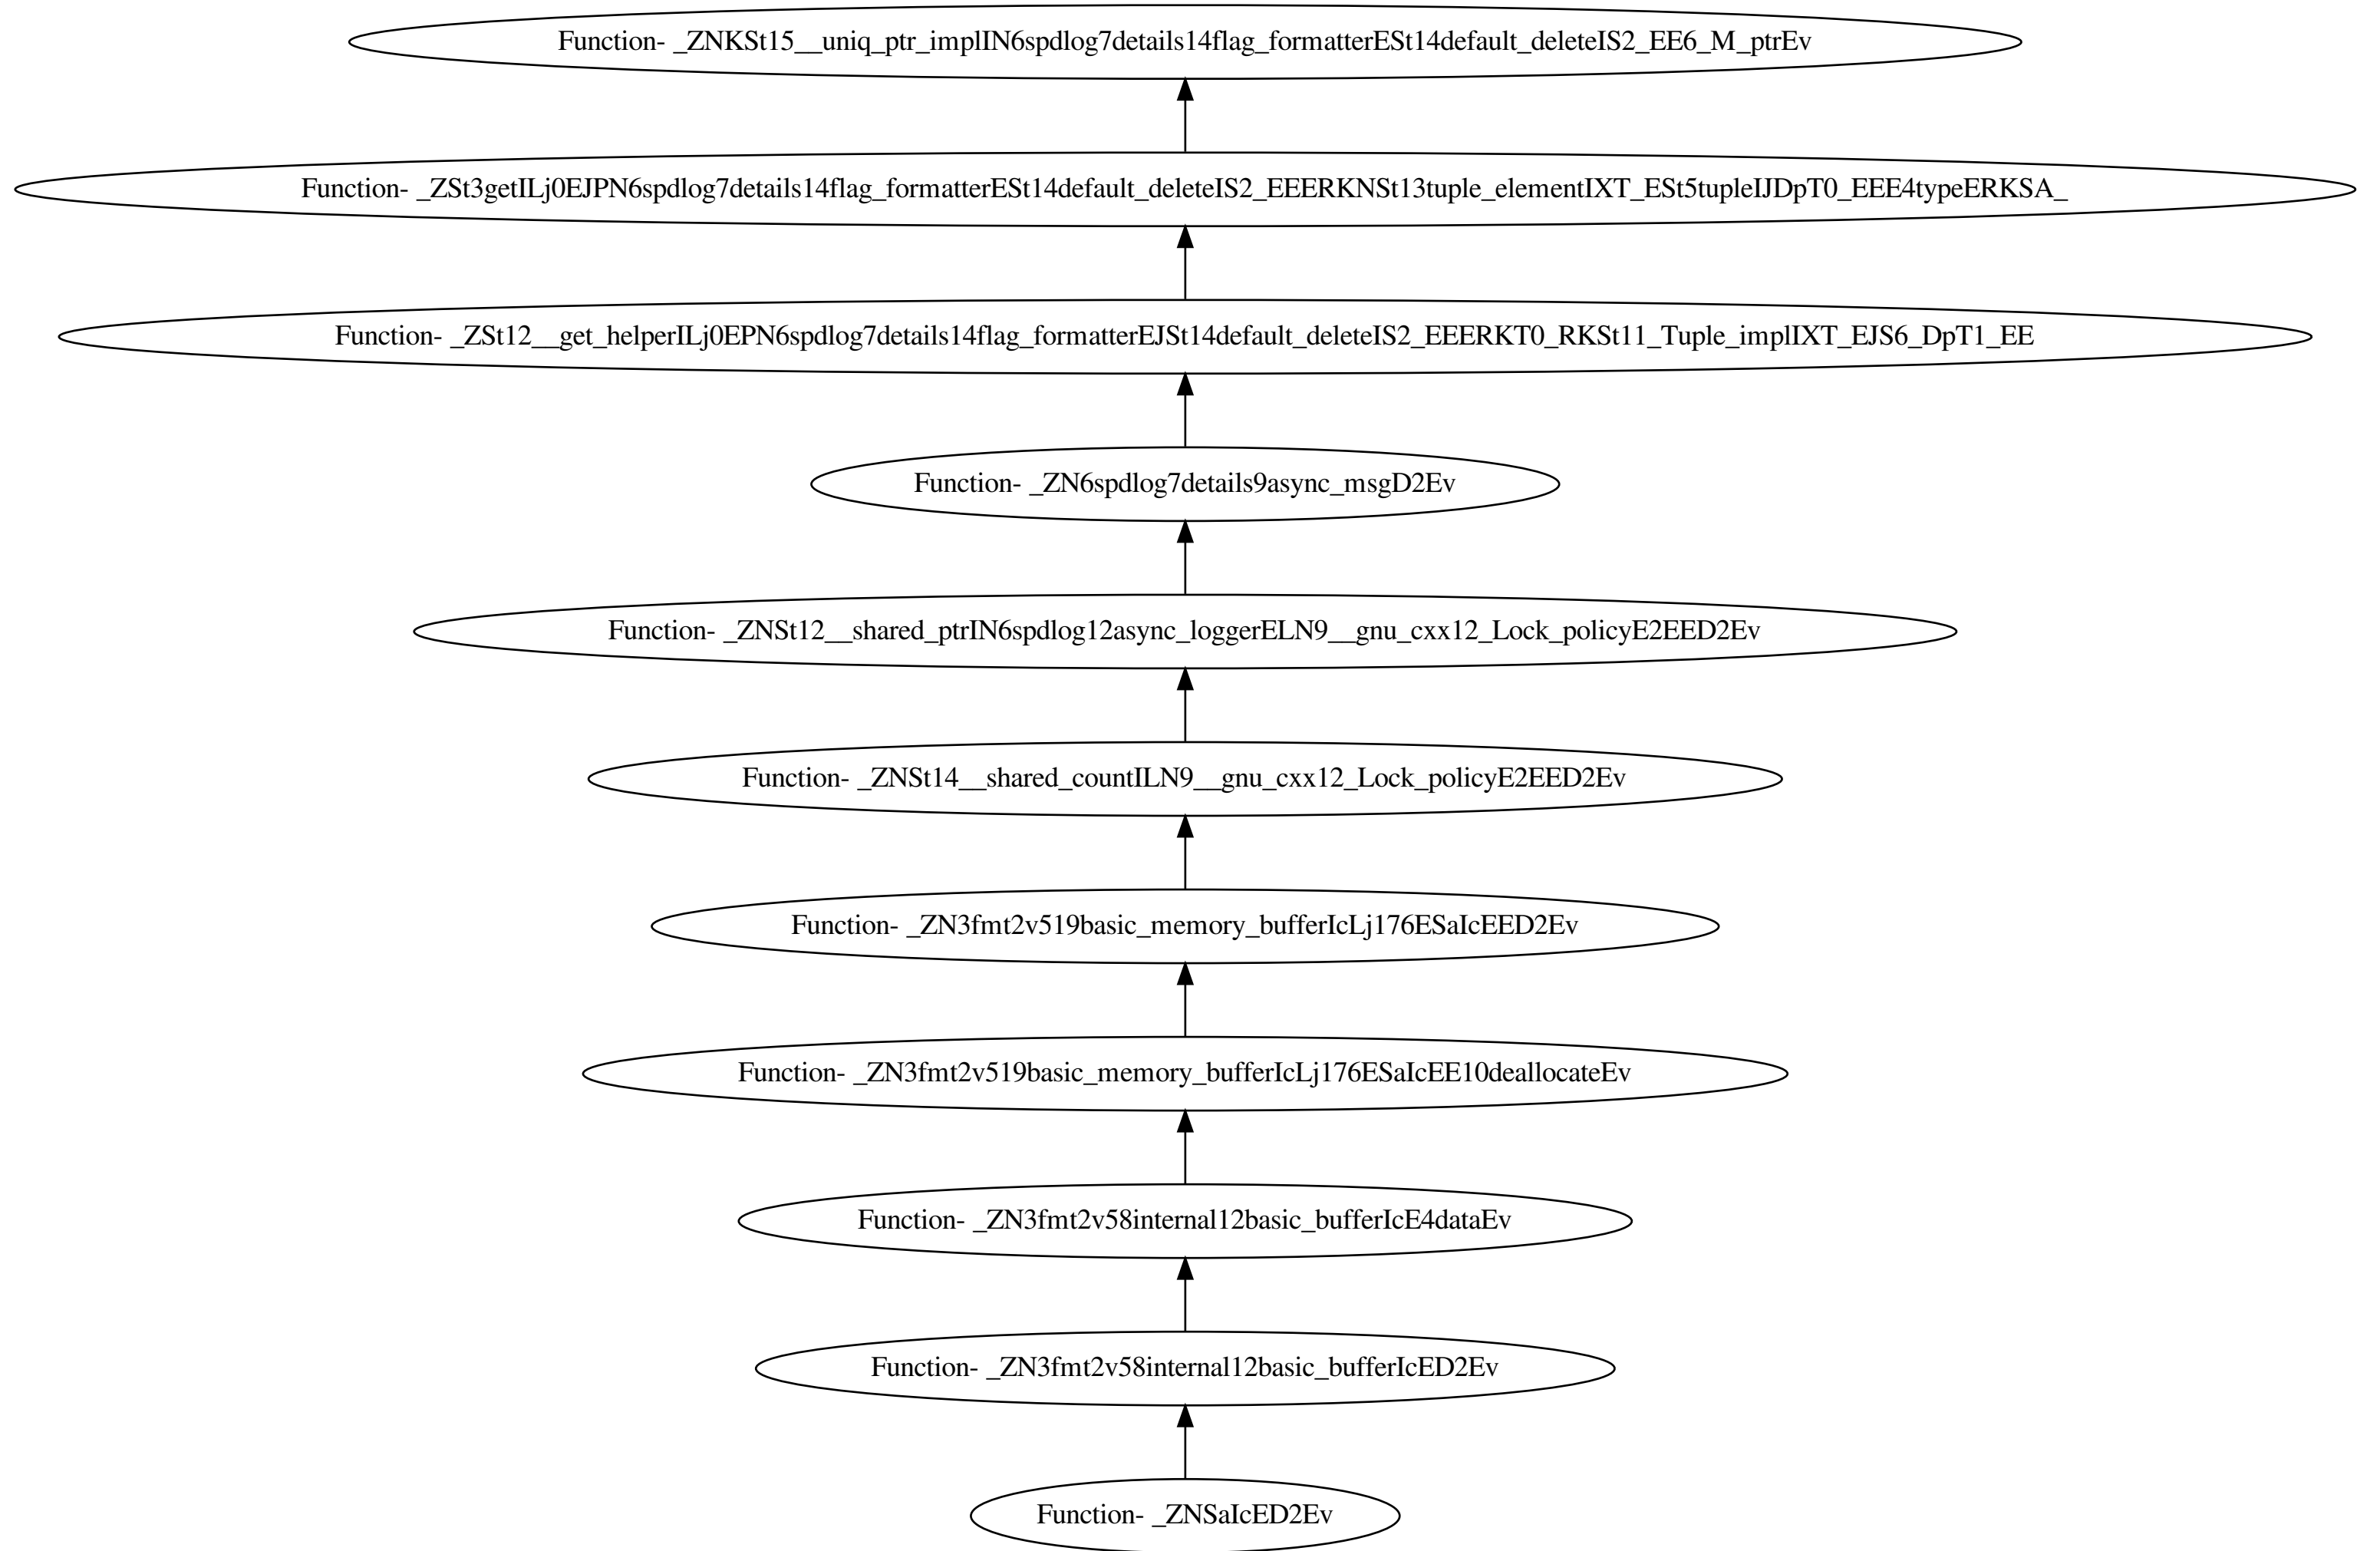 Function- _ZNKSt15__uniq_ptr_implIN6spdlog7details14flag_formatterESt14default_deleteIS2_EE6_M_ptrEv
Function- _ZSt3getILj0EJPN6spdlog7details14flag_formatterESt14default_deleteIS2_EEERKNSt13tuple_elementIXT_ESt5tupleIJDpT0_EEE4typeERKSA_
Function- _ZSt12__get_helperILj0EPN6spdlog7details14flag_formatterEJSt14default_deleteIS2_EEERKT0_RKSt11_Tuple_implIXT_EJS6_DpT1_EE
Function- _ZN6spdlog7details9async_msgD2Ev
Function- _ZNSt12__shared_ptrIN6spdlog12async_loggerELN9__gnu_cxx12_Lock_policyE2EED2Ev
Function- _ZNSt14__shared_countILN9__gnu_cxx12_Lock_policyE2EED2Ev
Function- _ZN3fmt2v519basic_memory_bufferIcLj176ESaIcEED2Ev
Function- _ZN3fmt2v519basic_memory_bufferIcLj176ESaIcEE10deallocateEv
Function- _ZN3fmt2v58internal12basic_bufferIcE4dataEv
Function- _ZN3fmt2v58internal12basic_bufferIcED2Ev
Function- _ZNSaIcED2Ev